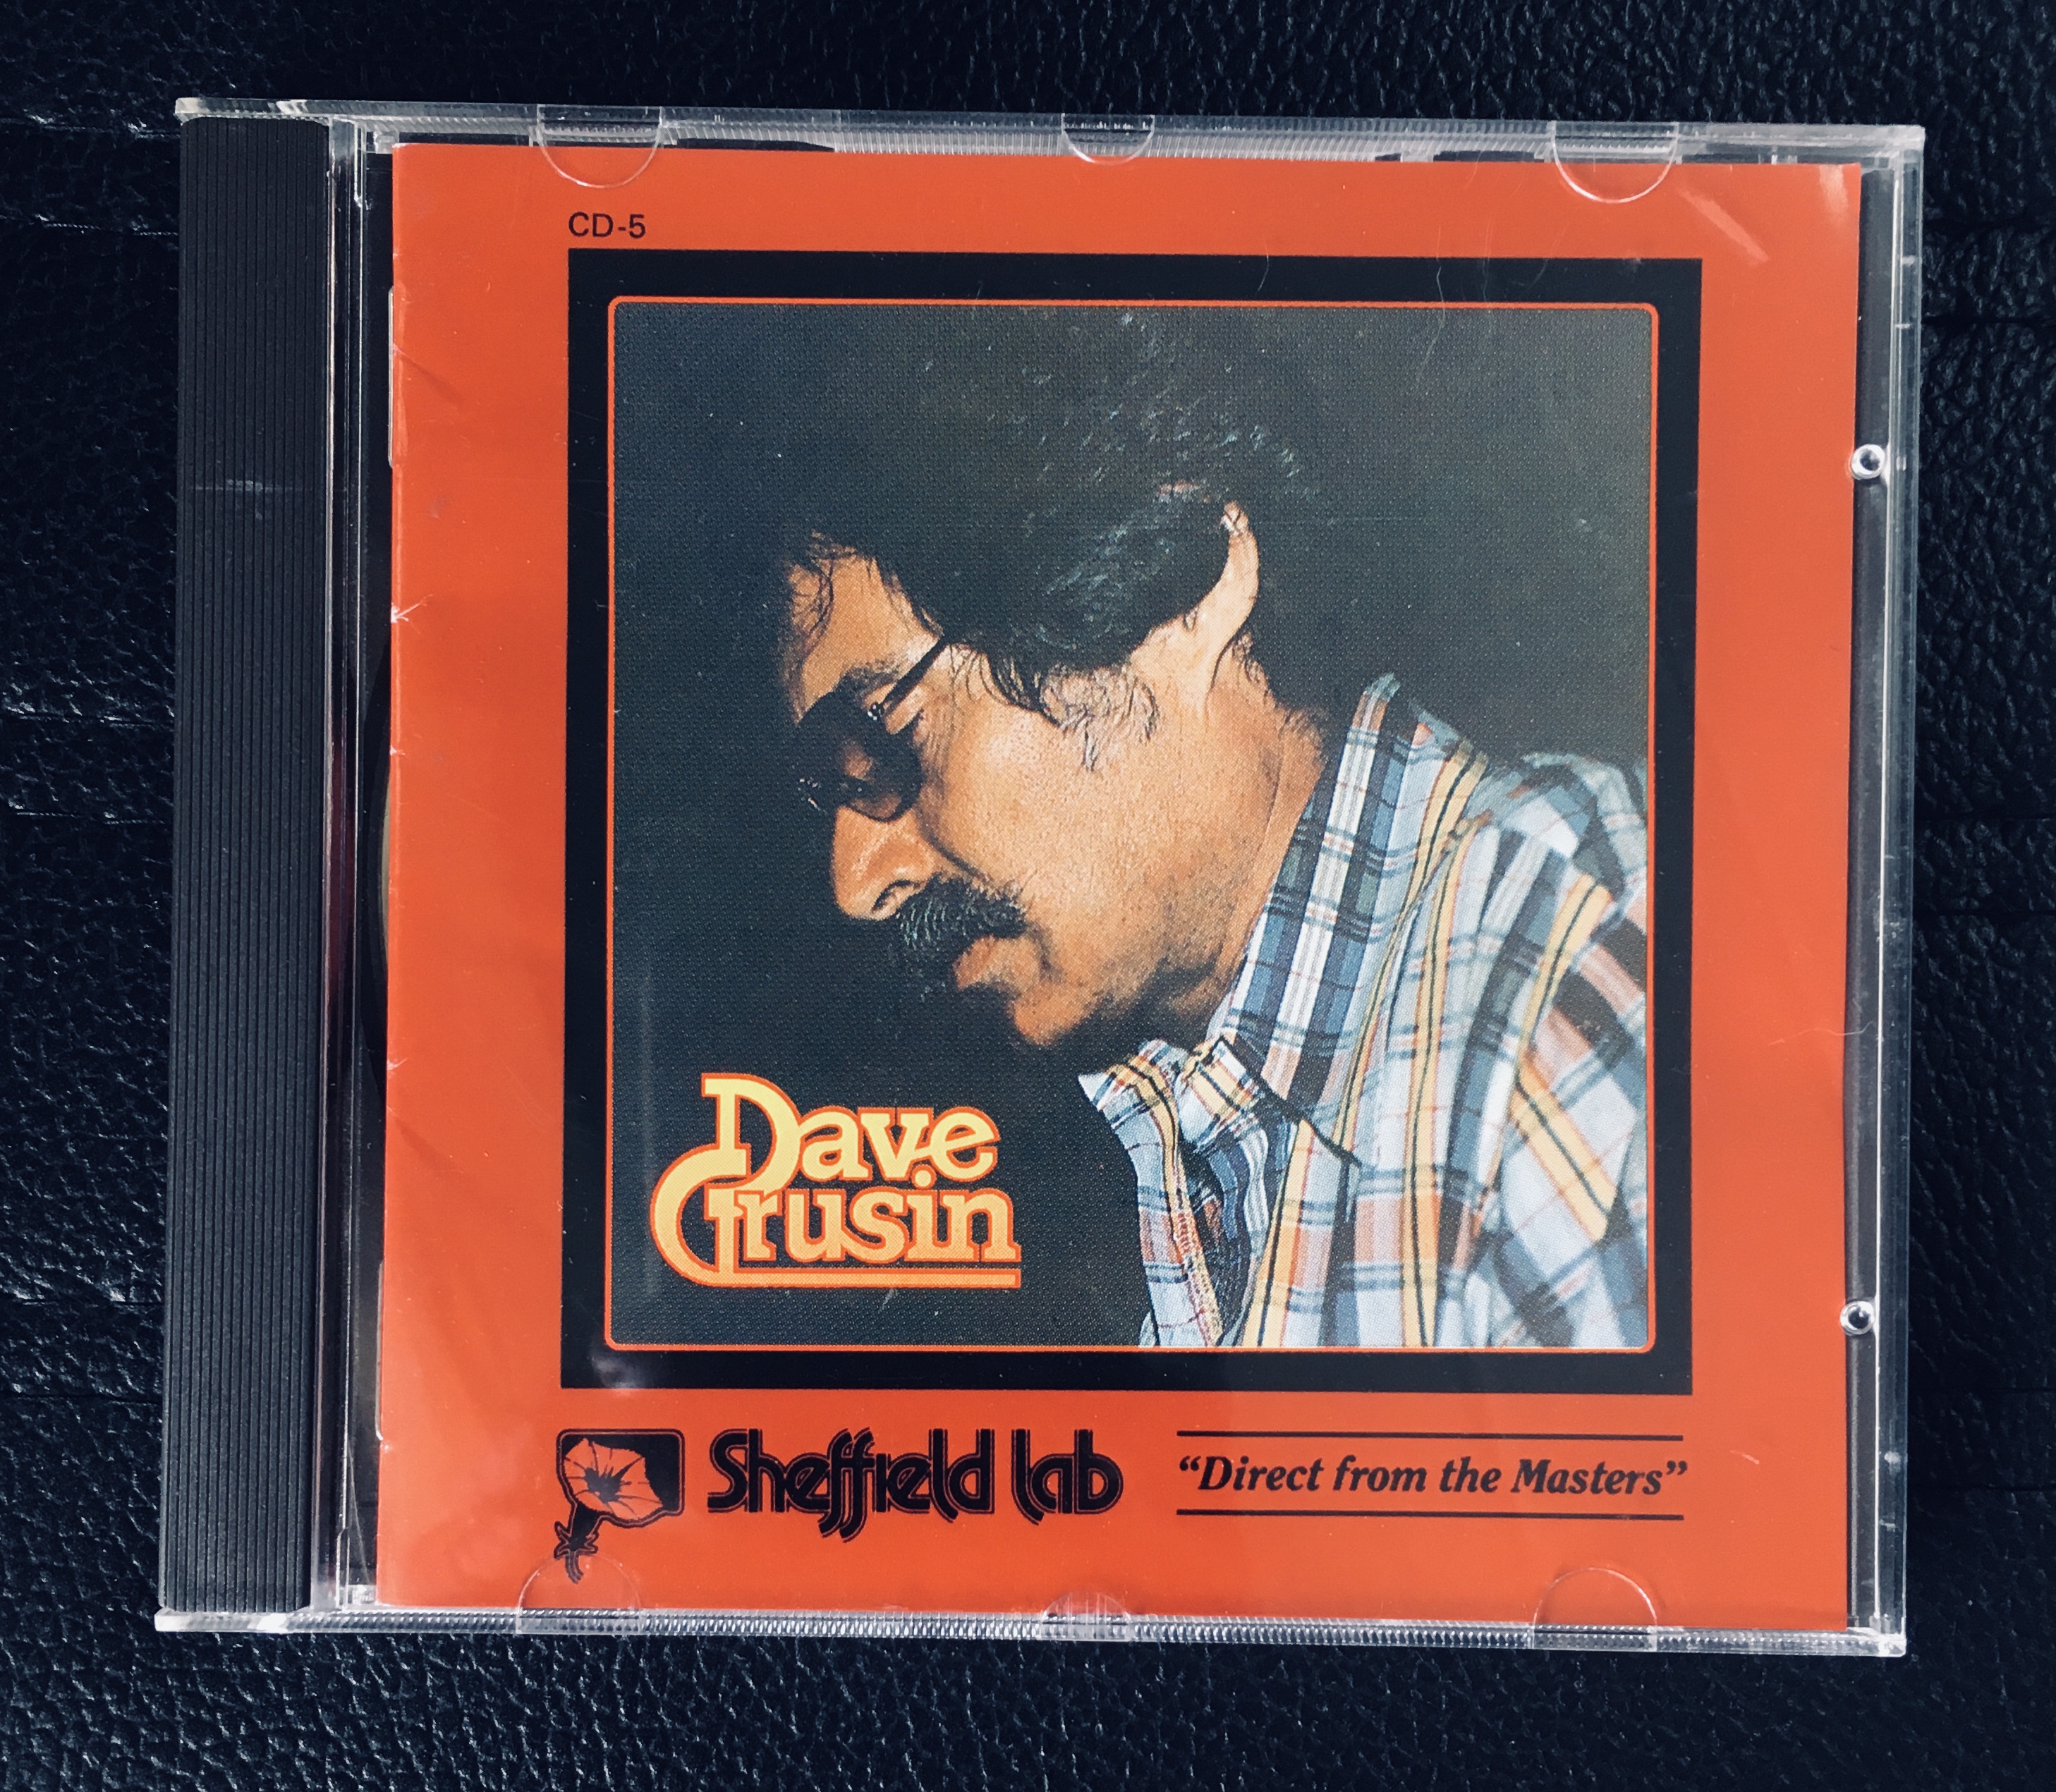 CD-5
Dave
Grusin
Sheffield Lab
“Direct from the Masters”